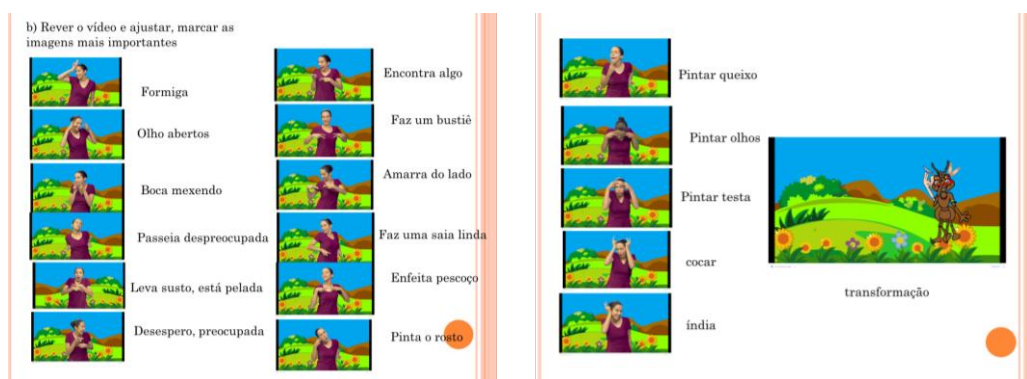 b) Rever o vídeo e ajustar, marcar as
imagens mais importantes
Formiga
Olho abertos
Boca mexendo
Passeia despreocupada
Leva susto, está pelada
Desespero, preocupada
Encontra algo
Faz um bustiê
Amarra do lado
Faz uma saia linda
Enfeita pescoço
Pinta o rosto
Pintar queixo
Pintar olhos
Pintar testa
cocar
índia
transformação